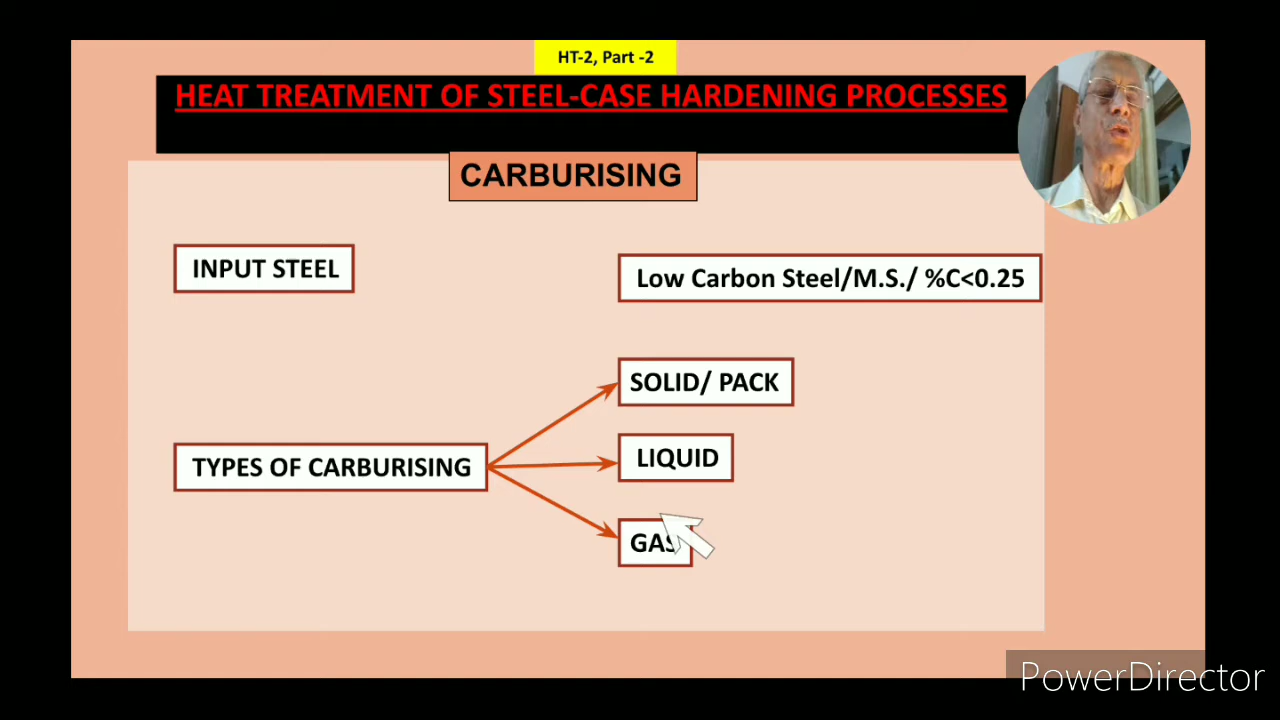 HT-2, Part -2
HEAT TREATMENT OF STEEL-CASE HARDENING PROCESSES
CARBURISING
INPUT STEEL
Low Carbon Steel/M.S./ %C<0.25
SOLID/ PACK
TYPES OF CARBURISING
LIQUID
GAS
PowerDirector